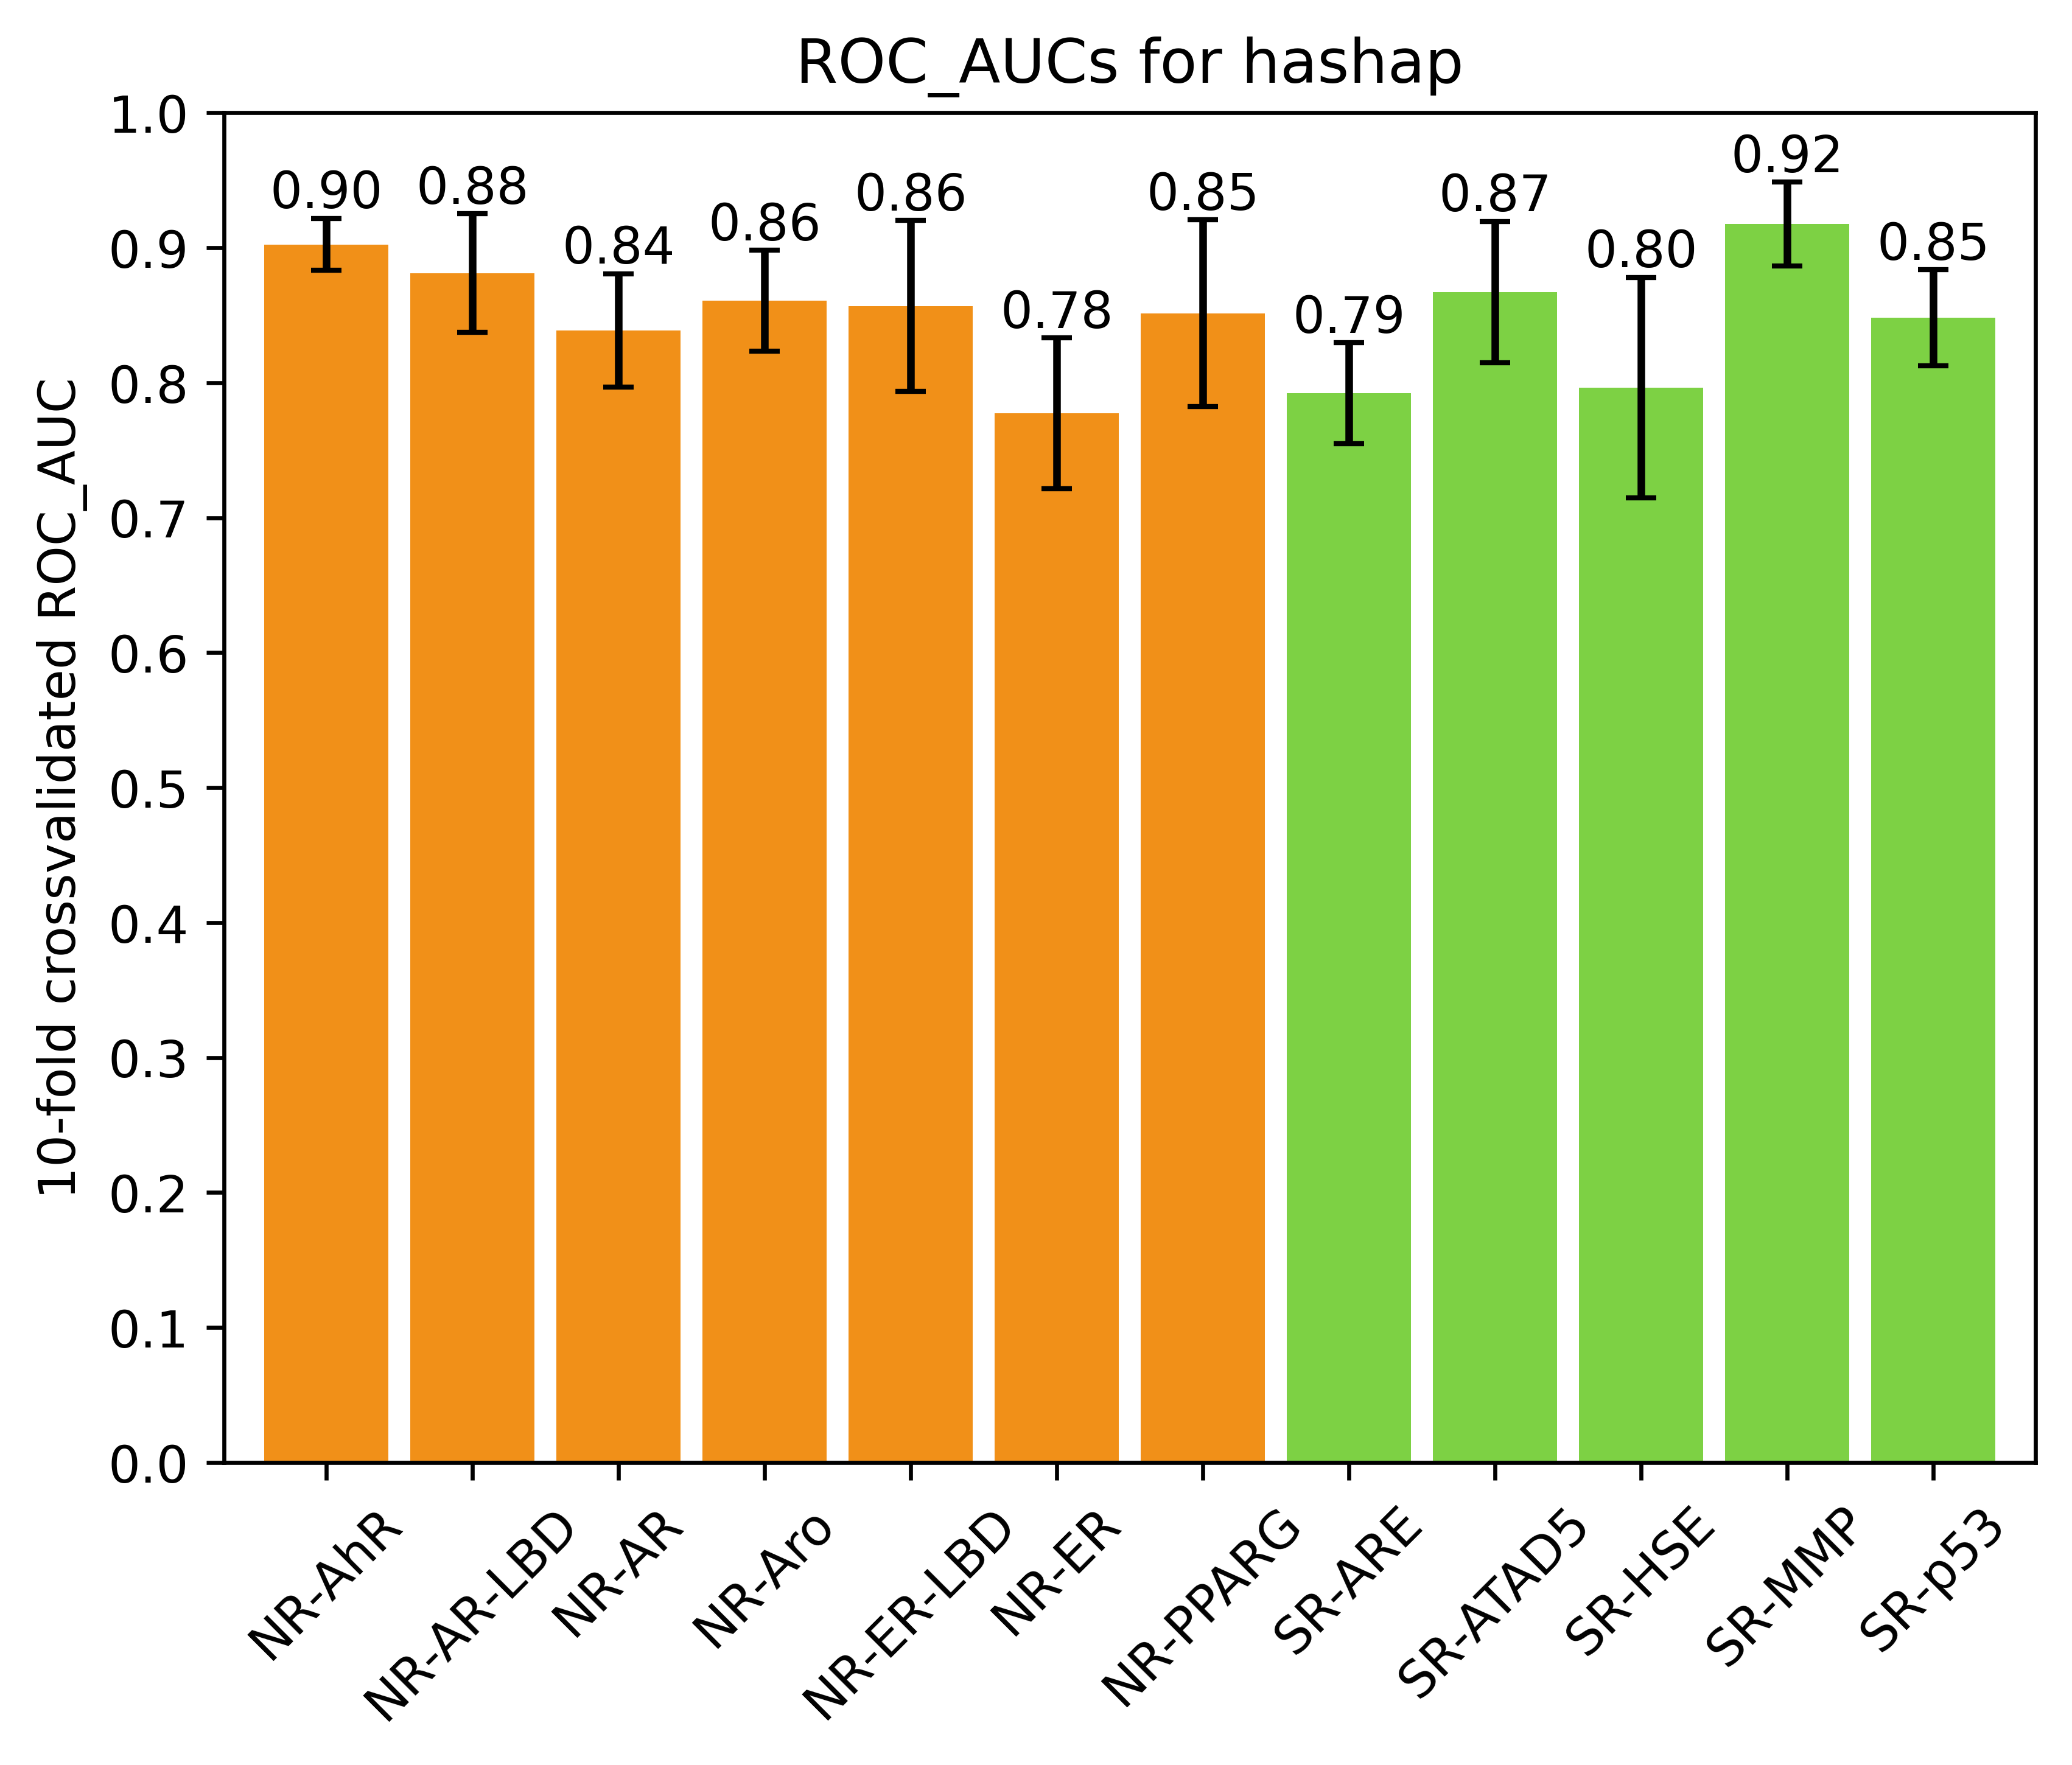 ROC_AUCs for hashap
10-fold crossvalidated ROC_AUC
1.0
0.9
0.8
0.7
0.6
0.5
0.4
0.3
0.2
0.1
0.0
0.90
0.88
0.84
0.86
0.86
0.78
0.85
0.79
0.87
0.80
0.92
0.85
NR-AhR
NR-AR-LBD
NR-AR
NR-Aro
NR-ER-LBD
NR-ER
NR-PPARG
SR-ARE
SR-ATAD5
SR-HSE
SR-MMP
SR-p53